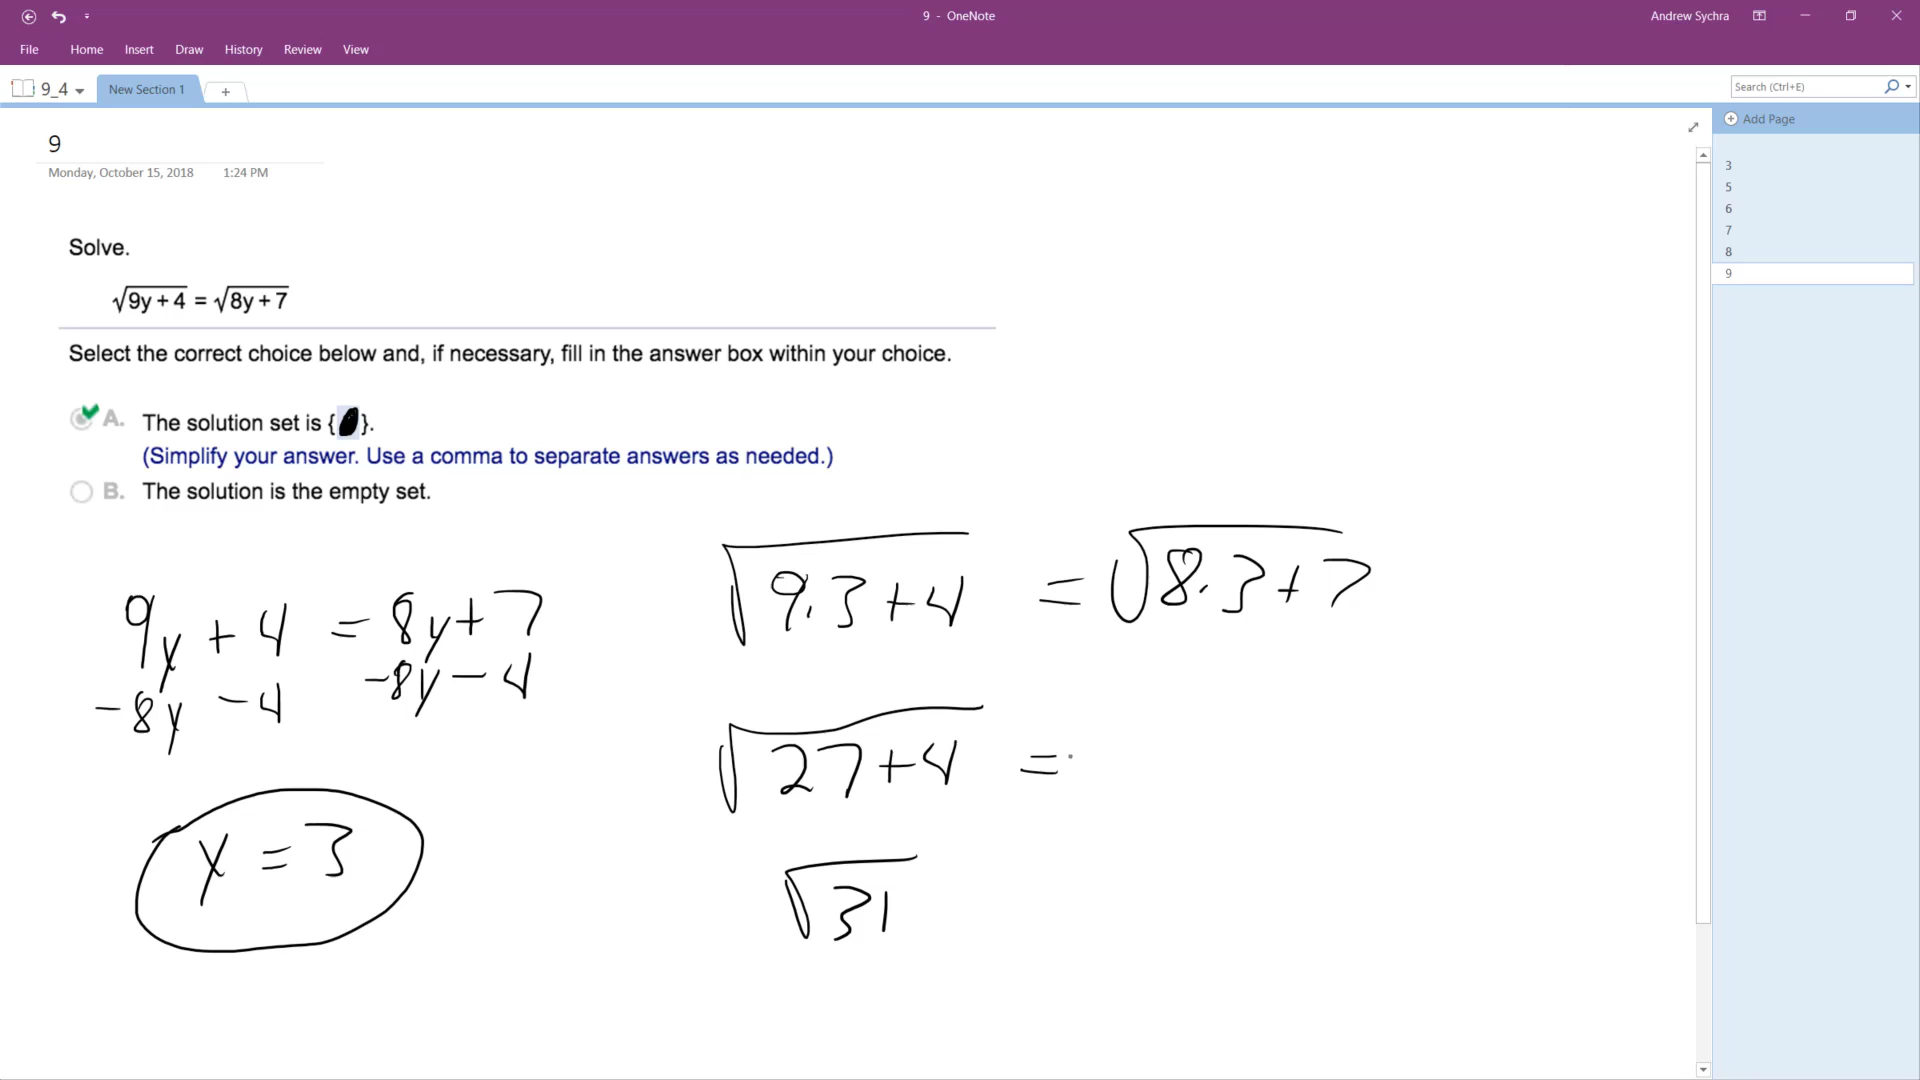 9 - OneNote
Andrew Sychra
File Home Insert Draw History Review View
9_4
New Section 1
+
Search (Ctrl+E)
Add Page
3
5
6
7
8
9
9
Monday, October 15, 2018 1:24 PM
Solve.
√9y + 4 = √8y + 7
Select the correct choice below and, if necessary, fill in the answer box within your choice.
A. The solution set is { }.
(Simplify your answer. Use a comma to separate answers as needed.)
B. The solution is the empty set.
9y + 4 = 8y + 7
-8y - 4 -8y - 4
y = 3
√9.3 + 4 = √8.3 + 7
√27 + 4 =
√31